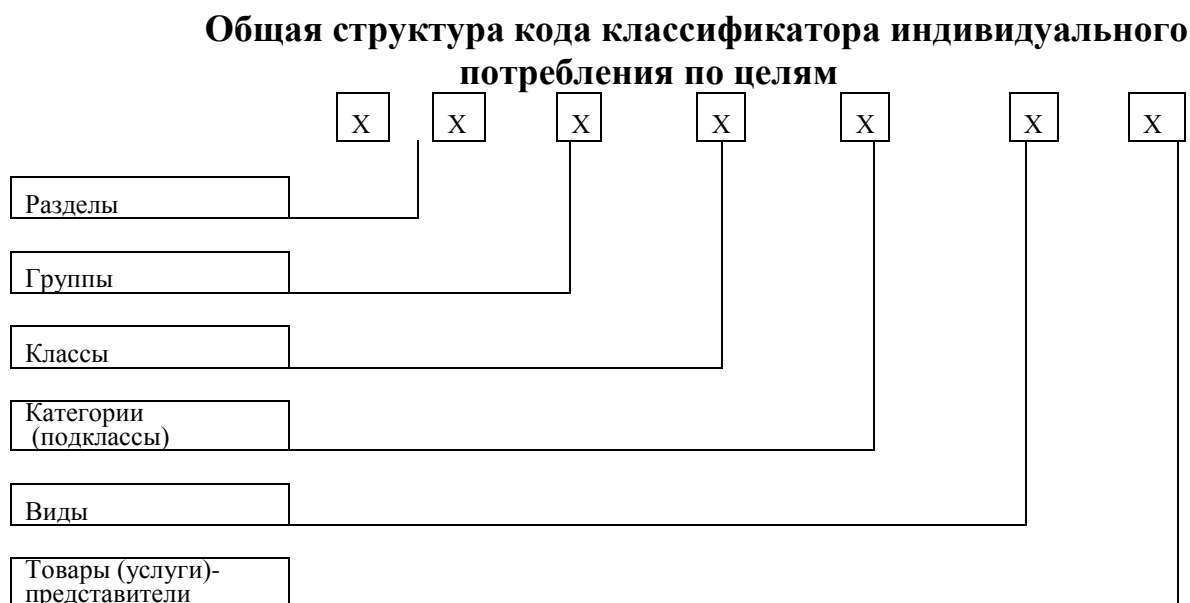 Общая структура кода классификатора индивидуального
потребления по целям
X X X X X X X
Разделы
Группы
Классы
Категории
(подклассы)
Виды
Товары (услуги)-
представители